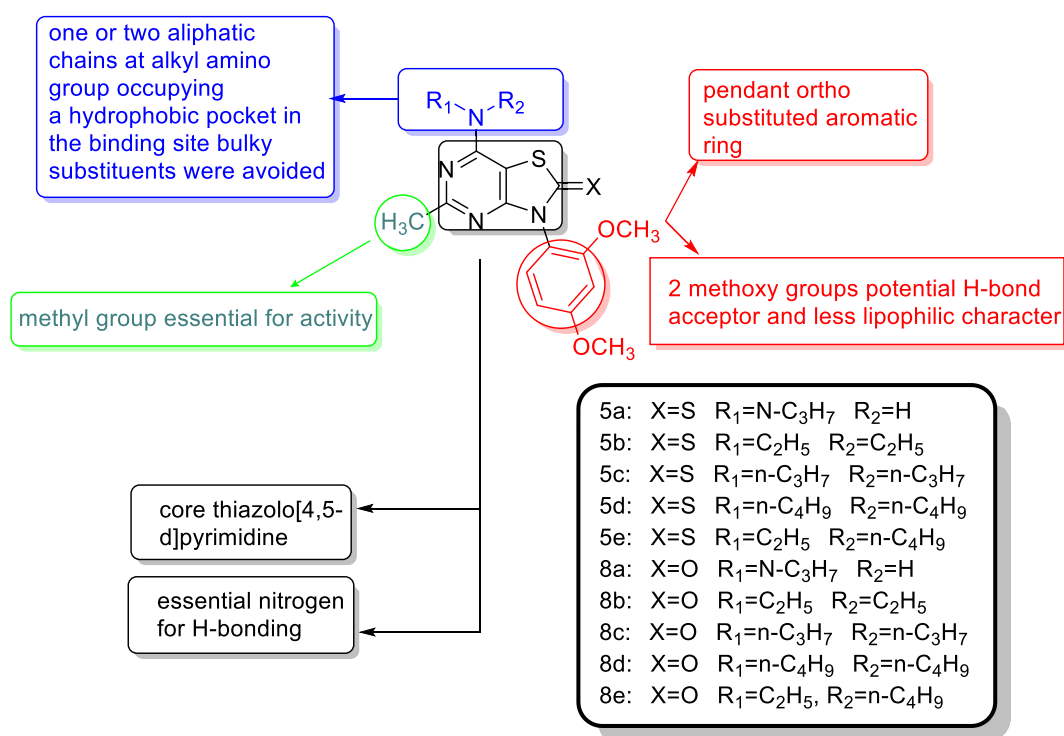 one or two aliphatic
chains at alkyl amino
group occupying
a hydrophobic pocket in
the binding site bulky
substituents were avoided
R₁ R₂
N
pendant ortho
substituted aromatic
ring
N S
X
N N
H₃C
OCH₃
OCH₃
2 methoxy groups potential H-bond
acceptor and less lipophilic character
methyl group essential for activity
core thiazolo[4,5-
d]pyrimidine
essential nitrogen
for H-bonding
5a: X=S R₁=N-C₃H₇ R₂=H
5b: X=S R₁=C₂H₅ R₂=C₂H₅
5c: X=S R₁=n-C₃H₇ R₂=n-C₃H₇
5d: X=S R₁=n-C₄H₉ R₂=n-C₄H₉
5e: X=S R₁=C₂H₅ R₂=n-C₄H₉
8a: X=O R₁=N-C₃H₇ R₂=H
8b: X=O R₁=C₂H₅ R₂=C₂H₅
8c: X=O R₁=n-C₃H₇ R₂=n-C₃H₇
8d: X=O R₁=n-C₄H₉ R₂=n-C₄H₉
8e: X=O R₁=C₂H₅, R₂=n-C₄H₉